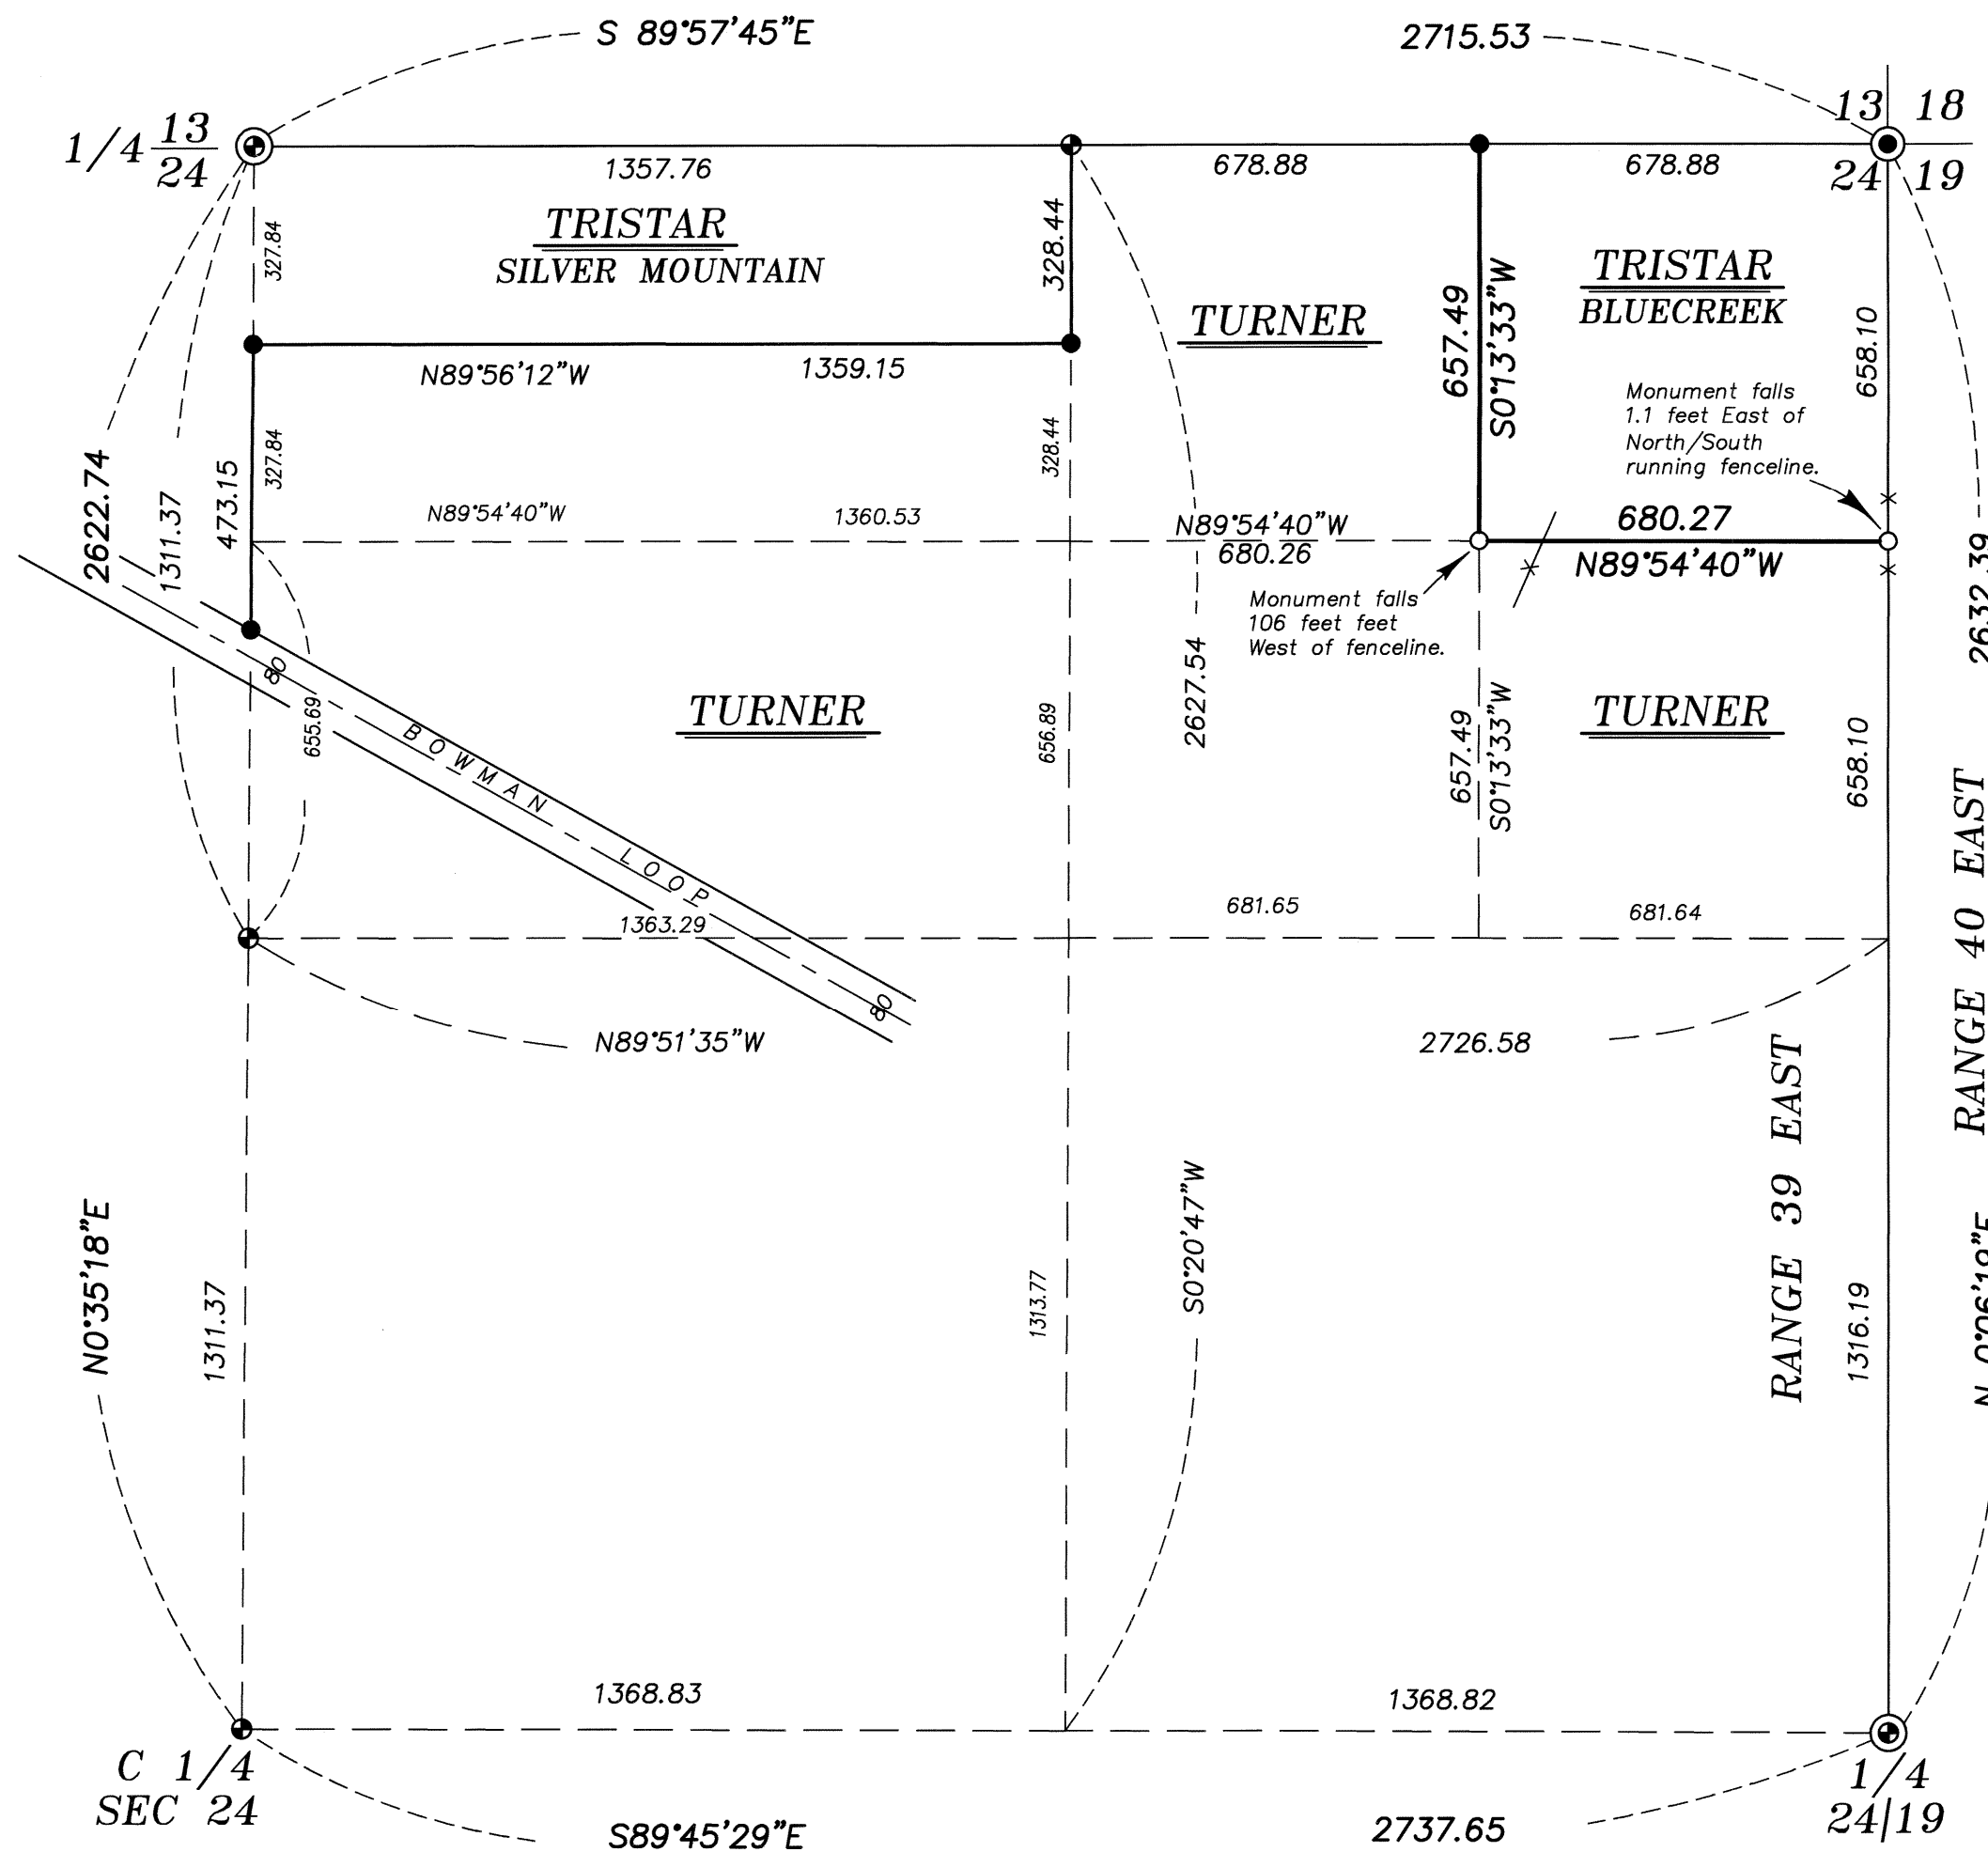 S 89°57'45"E
2715.53
1/4 13
24
13 18
24 19
1357.76
678.88
678.88
327.84
TRISTAR
SILVER MOUNTAIN
328.44
TURNER
657.49
S0°13'33"W
TRISTAR
BLUECREEK
658.10
N89°56'12"W
1359.15
Monument falls
1.1 feet East of
North/South
running fenceline.
2622.74
1311.37
473.15
327.84
328.44
N89°54'40"W
1360.53
N89°54'40"W
680.26
680.27
N89°54'40"W
2632.39
Monument falls
106 feet feet
West of fenceline.
80
655.69
TURNER
BOWMAN LOOP
656.89
2627.54
657.49
S0°13'33"W
TURNER
658.10
1363.29
681.65
681.64
80
N89°51'35"W
2726.58
RANGE 39 EAST
RANGE 40 EAST
N0°35'18"E
1311.37
1313.77
S0°20'47"W
1316.19
N 0°06'18"E
1368.83
1368.82
C 1/4
SEC 24
1/4
24|19
S89°45'29"E
2737.65